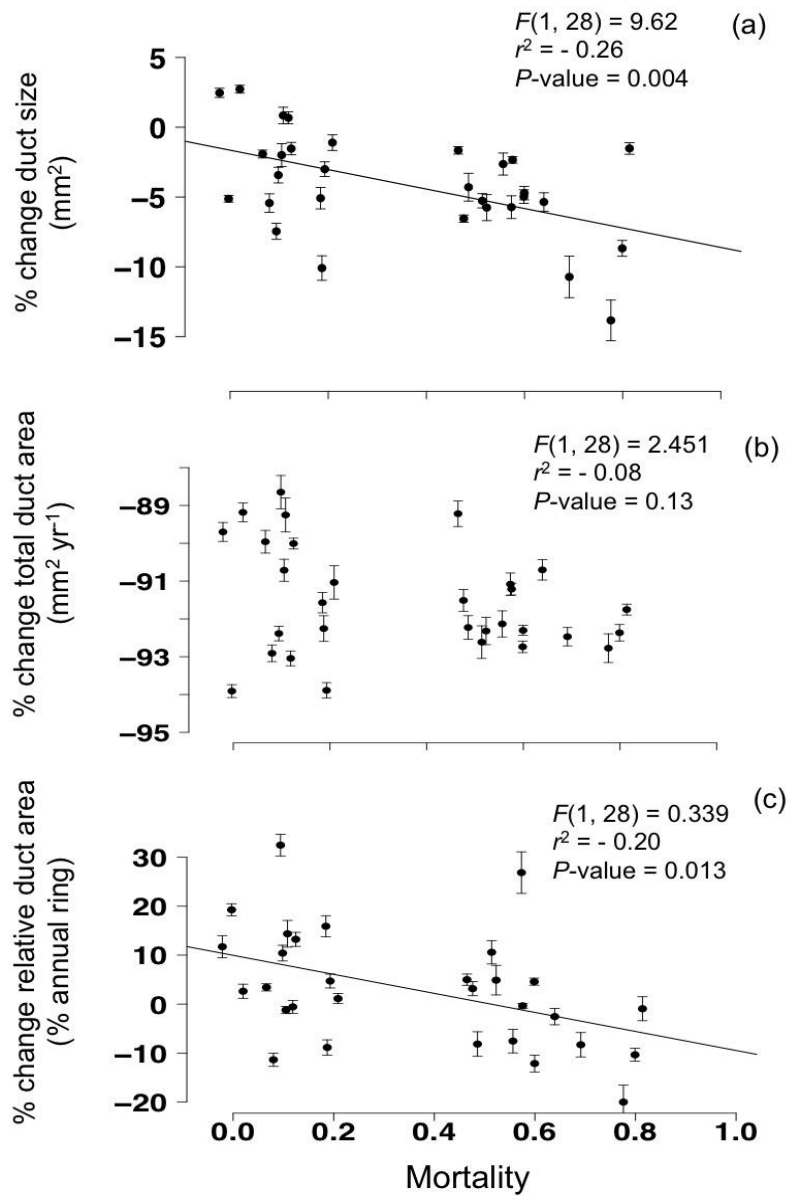 (a)
F(1, 28) = 9.62
r² = - 0.26
P-value = 0.004
% change duct size
(mm²)
5
0
−5
−10
−15
(b)
F(1, 28) = 2.451
r² = - 0.08
P-value = 0.13
% change total duct area
(mm² yr⁻¹)
−89
−91
−93
−95
(c)
F(1, 28) = 0.339
r² = - 0.20
P-value = 0.013
% change relative duct area
(% annual ring)
30
20
10
0
−10
−20
0.0 0.2 0.4 0.6 0.8 1.0
Mortality